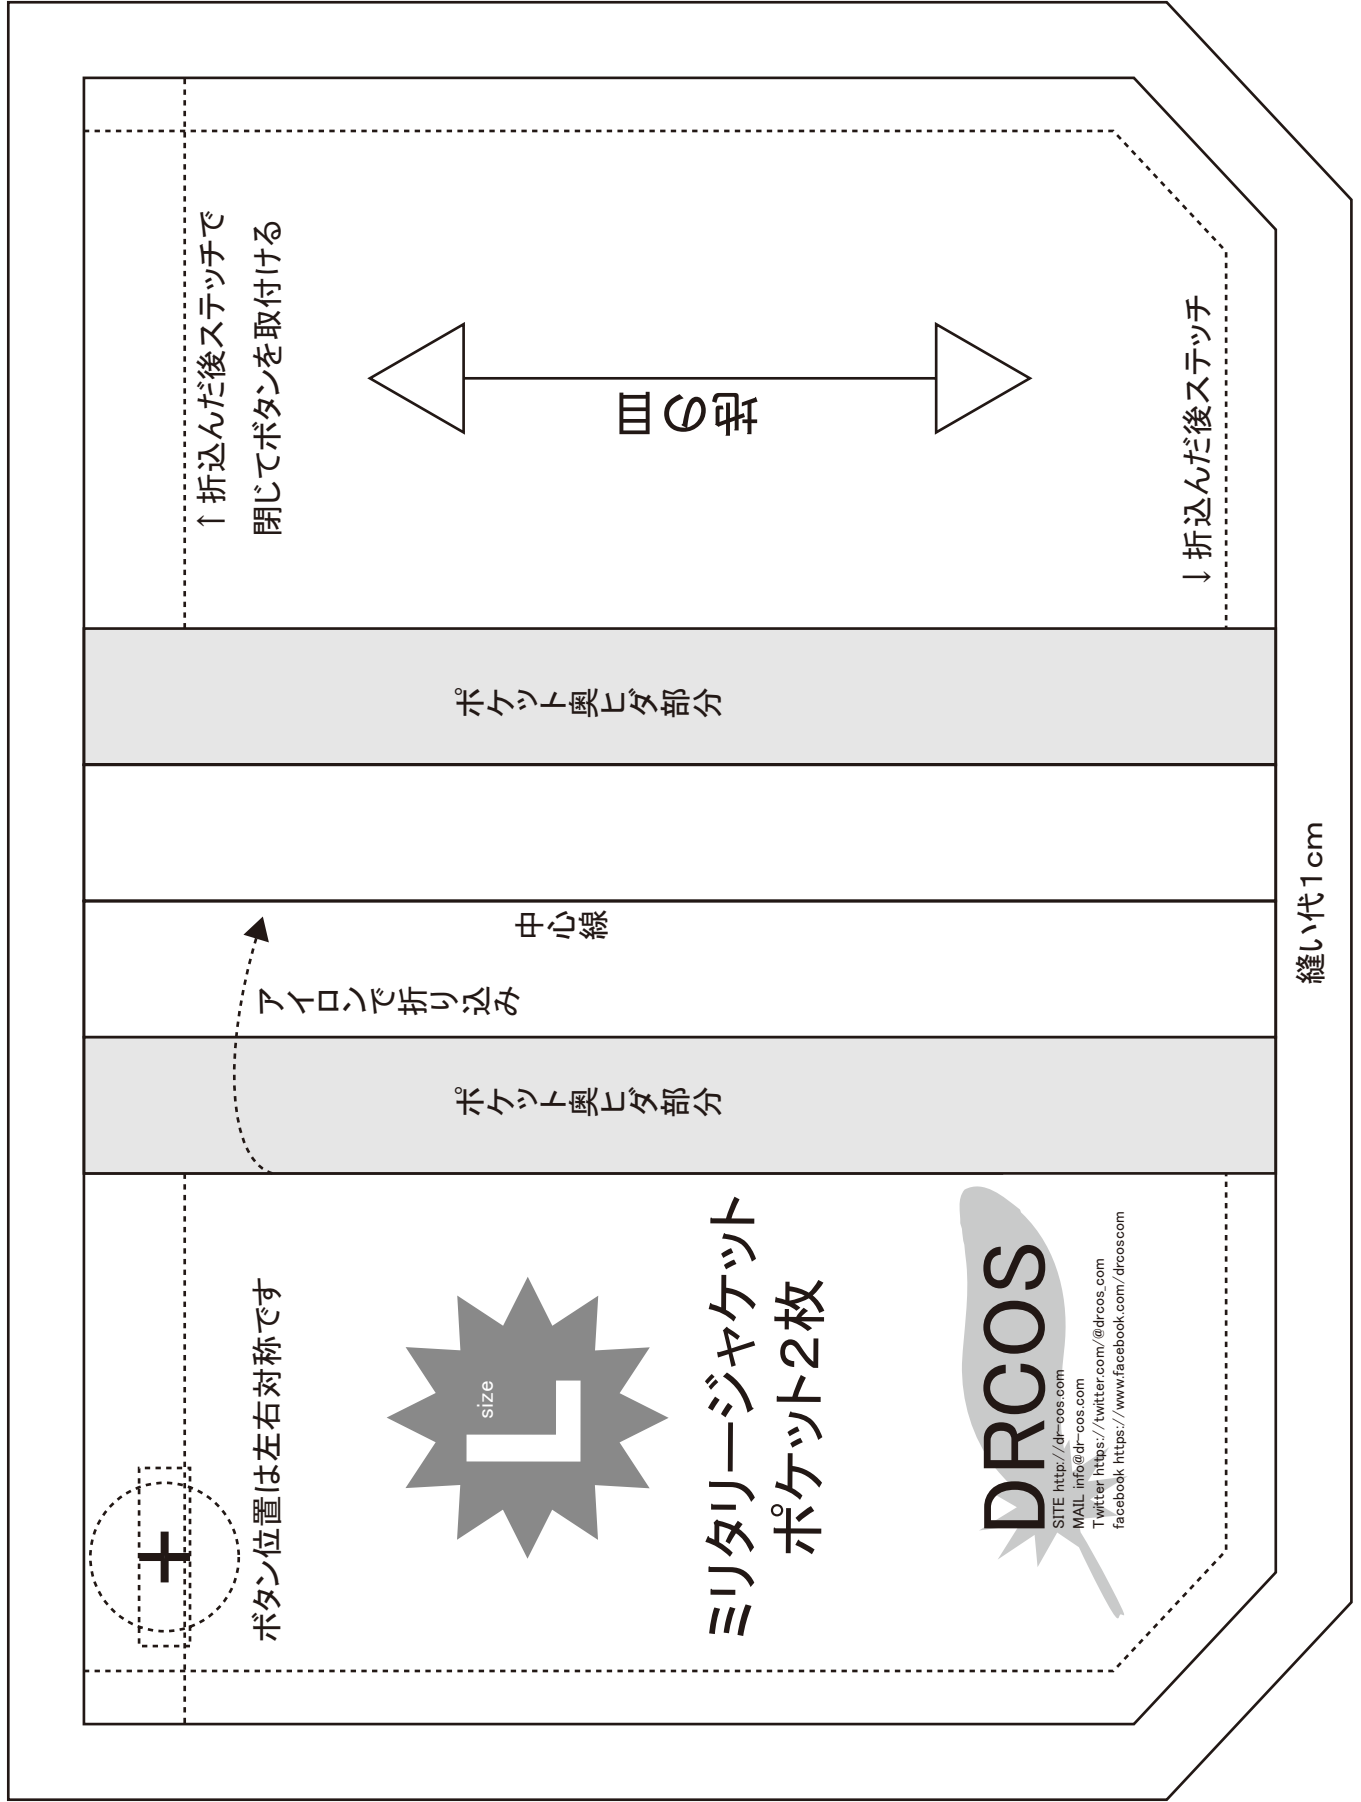 ↑折込んだ後ステッチで
閉じてボタンを取付ける
地の目
↓折込んだ後ステッチ
ポケット奥ヒダ部分
中心線
アイロンで折り込み
縫い代1cm
ポケット奥ヒダ部分
ボタン位置は左右対称です
size
L
ミリタリージャケット
ポケット2枚
DRCOS
SITE http://dr-cos.com
MAIL info@dr-cos.com
Twitter https://twitter.com/@drcos_com
facebook https://www.facebook.com/drcoscom